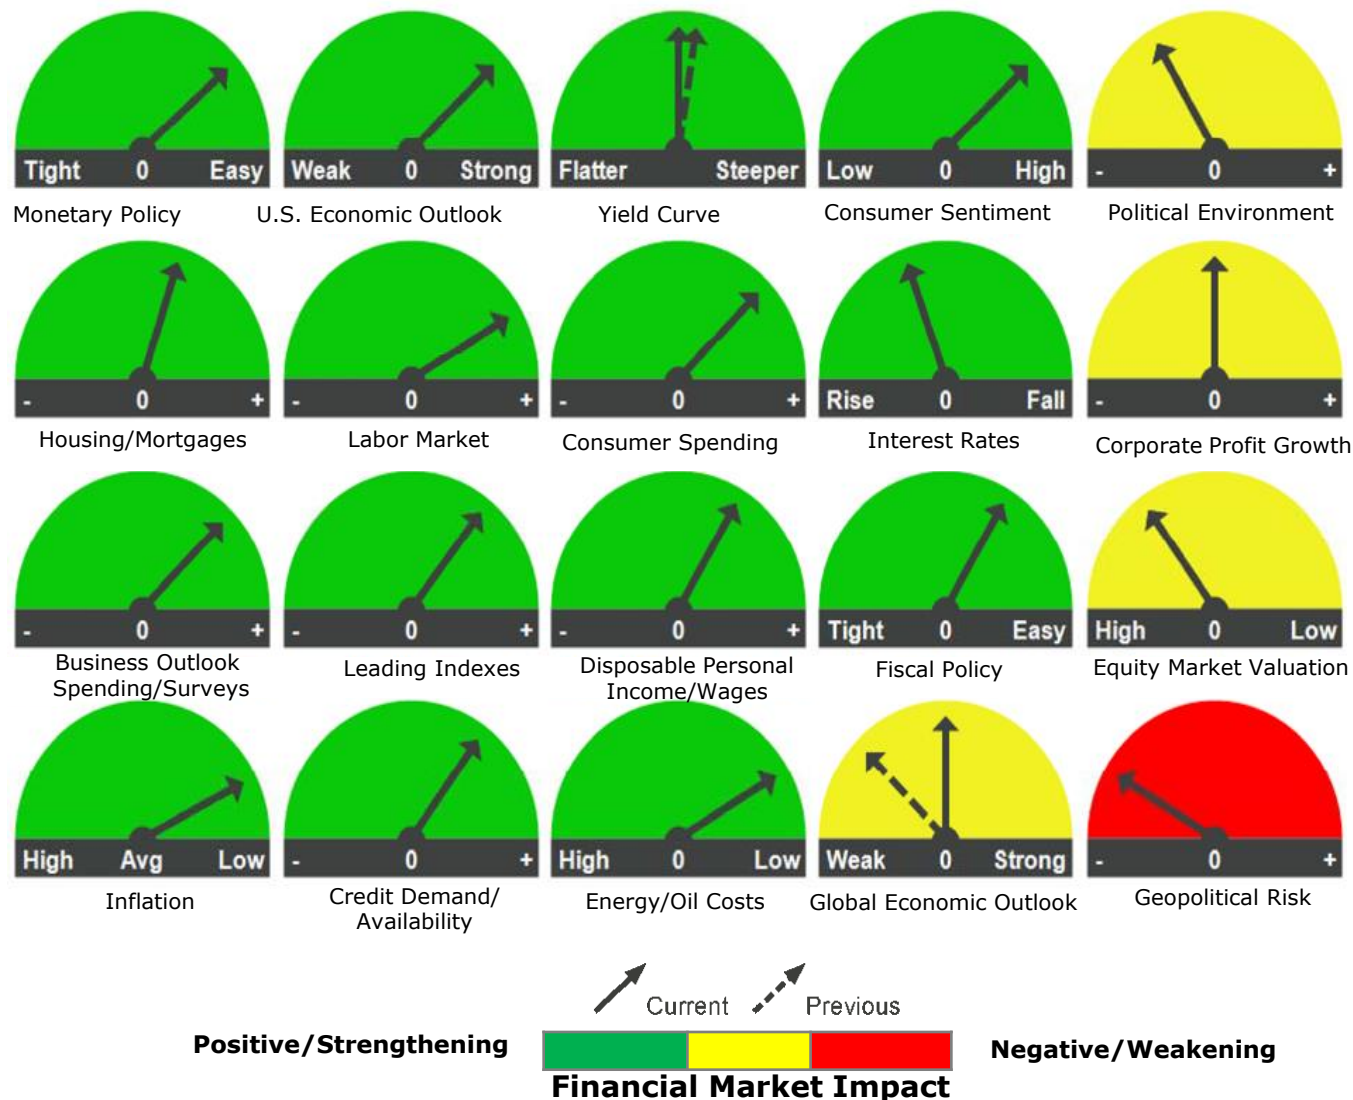 Tight 0 Easy
Weak 0 Strong
Flatter Steeper
Low 0 High
- 0 +
Monetary Policy
U.S. Economic Outlook
Yield Curve
Consumer Sentiment
Political Environment
- 0 +
- 0 +
- 0 +
Rise 0 Fall
- 0 +
Housing/Mortgages
Labor Market
Consumer Spending
Interest Rates
Corporate Profit Growth
- 0 +
- 0 +
- 0 +
Tight 0 Easy
High 0 Low
Business Outlook
Spending/Surveys
Leading Indexes
Disposable Personal
Income/Wages
Fiscal Policy
Equity Market Valuation
High Avg Low
- 0 +
High 0 Low
Weak 0 Strong
- 0 +
Inflation
Credit Demand/
Availability
Energy/Oil Costs
Global Economic Outlook
Geopolitical Risk
Current Previous
Positive/Strengthening
Negative/Weakening
Financial Market Impact